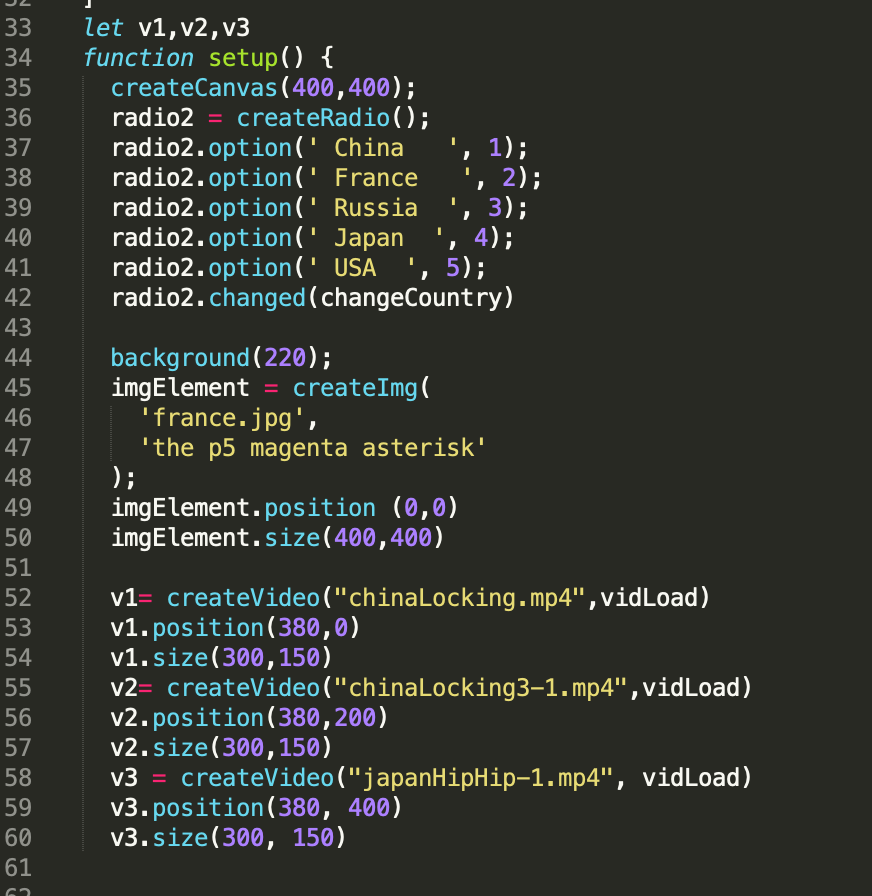 33 let v1,v2,v3
34 function setup() {
35 createCanvas(400,400);
36 radio2 = createRadio();
37 radio2.option(' China   ', 1);
38 radio2.option(' France   ', 2);
39 radio2.option(' Russia  ', 3);
40 radio2.option(' Japan  ', 4);
41 radio2.option(' USA  ', 5);
42 radio2.changed(changeCountry)
43
44 background(220);
45 imgElement = createImg(
46 'france.jpg',
47 'the p5 magenta asterisk'
48 );
49 imgElement.position (0,0)
50 imgElement.size(400,400)
51
52 v1= createVideo("chinaLocking.mp4",vidLoad)
53 v1.position(380,0)
54 v1.size(300,150)
55 v2= createVideo("chinaLocking3-1.mp4",vidLoad)
56 v2.position(380,200)
57 v2.size(300,150)
58 v3 = createVideo("japanHipHip-1.mp4", vidLoad)
59 v3.position(380, 400)
60 v3.size(300, 150)
61